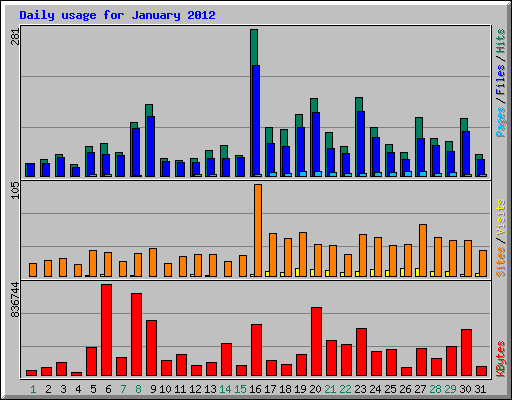 Daily usage for January 2012
281
Pages / Files / Hits
105
Sites / Visits
836744
KBytes
1 2 3 4 5 6 7 8 9 10 11 12 13 14 15 16 17 18 19 20 21 22 23 24 25 26 27 28 29 30 31